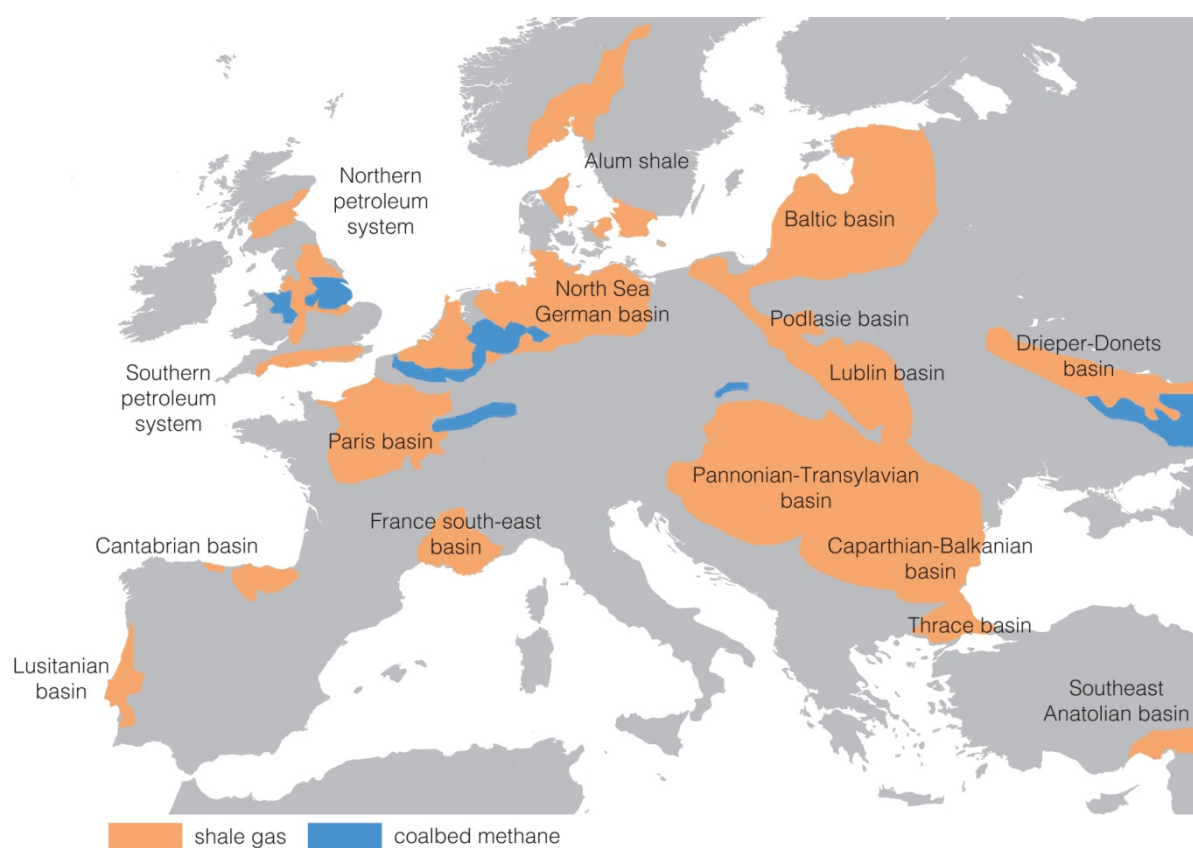 Northern
petroleum
system
Alum shale
Baltic basin
North Sea
German basin
Podlasie basin
Drieper-Donets
basin
Lublin basin
Southern
petroleum
system
Paris basin
Pannonian-Transylavian
basin
France south-east
basin
Cantabrian basin
Caparthian-Balkanian
basin
Thrace basin
Lusitanian
basin
Southeast
Anatolian basin
shale gas
coalbed methane